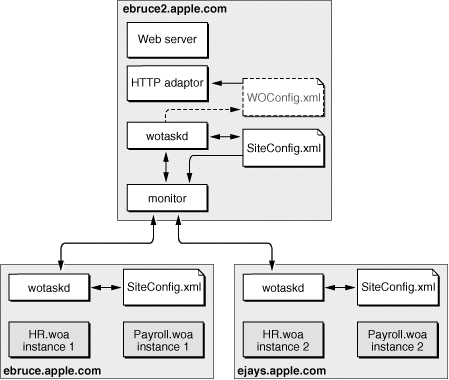 ebruce2.apple.com
Web server
HTTP adaptor
WOConfig.xml
wotaskd
SiteConfig.xml
monitor
wotaskd
SiteConfig.xml
HR.woa
instance 1
Payroll.woa
instance 1
ebruce.apple.com
wotaskd
SiteConfig.xml
HR.woa
instance 2
Payroll.woa
instance 2
ejays.apple.com